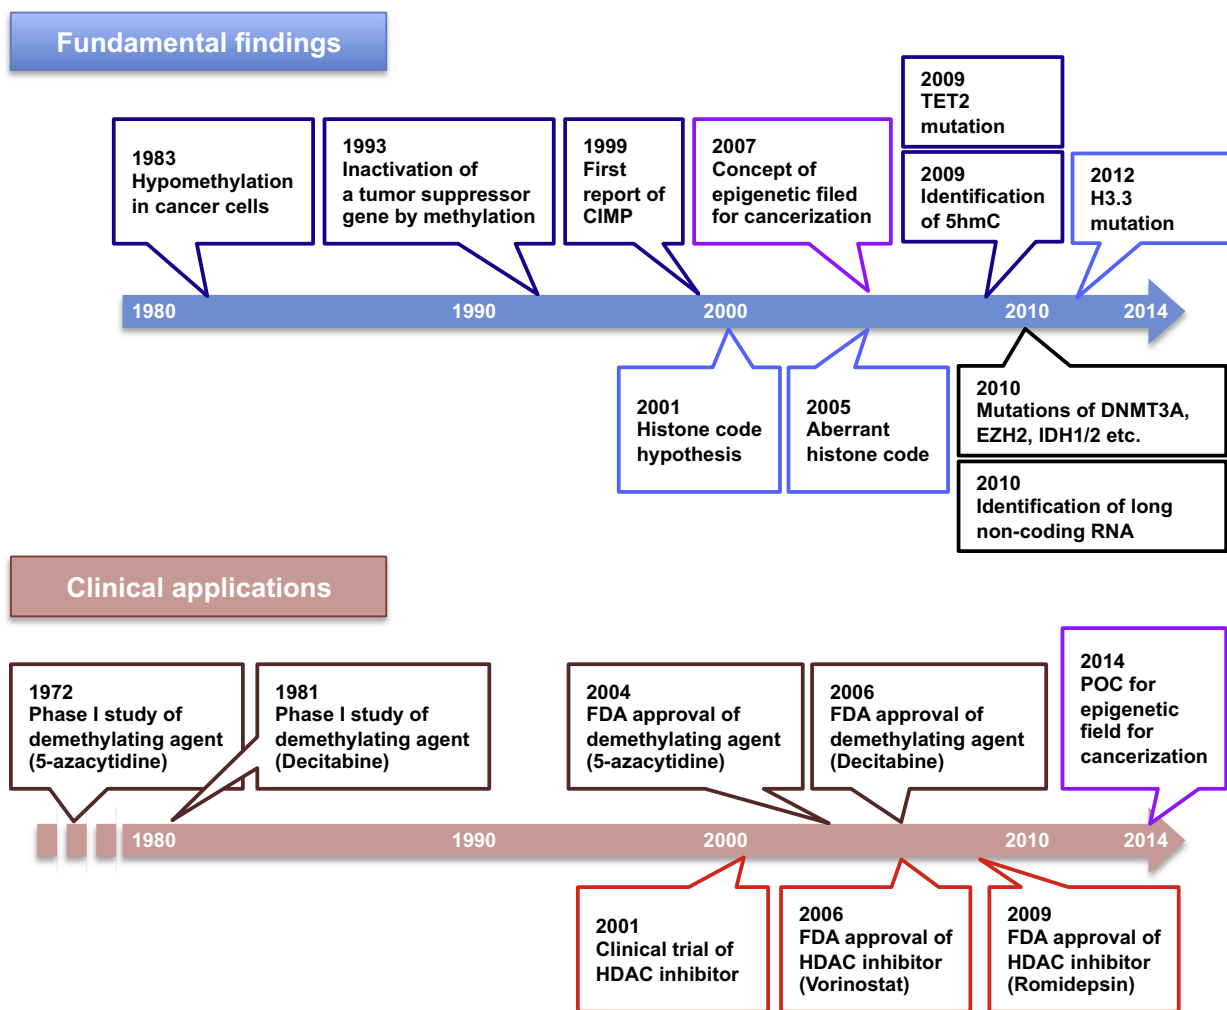 Fundamental findings
1983
Hypomethylation
in cancer cells
1993
Inactivation of
a tumor suppressor
gene by methylation
1999
First
report of
CIMP
2007
Concept of
epigenetic filed
for cancerization
2009
TET2
mutation
2009
Identification
of 5hmC
2012
H3.3
mutation
1980
1990
2000
2010
2014
2001
Histone code
hypothesis
2005
Aberrant
histone code
2010
Mutations of DNMT3A,
EZH2, IDH1/2 etc.
2010
Identification of long
non-coding RNA
Clinical applications
1972
Phase I study of
demethylating agent
(5-azacytidine)
1981
Phase I study of
demethylating agent
(Decitabine)
2004
FDA approval of
demethylating agent
(5-azacytidine)
2006
FDA approval of
demethylating agent
(Decitabine)
2014
POC for
epigenetic
field for
cancerization
1980
1990
2000
2010
2014
2001
Clinical trial of
HDAC inhibitor
2006
FDA approval of
HDAC inhibitor
(Vorinostat)
2009
FDA approval of
HDAC inhibitor
(Romidepsin)